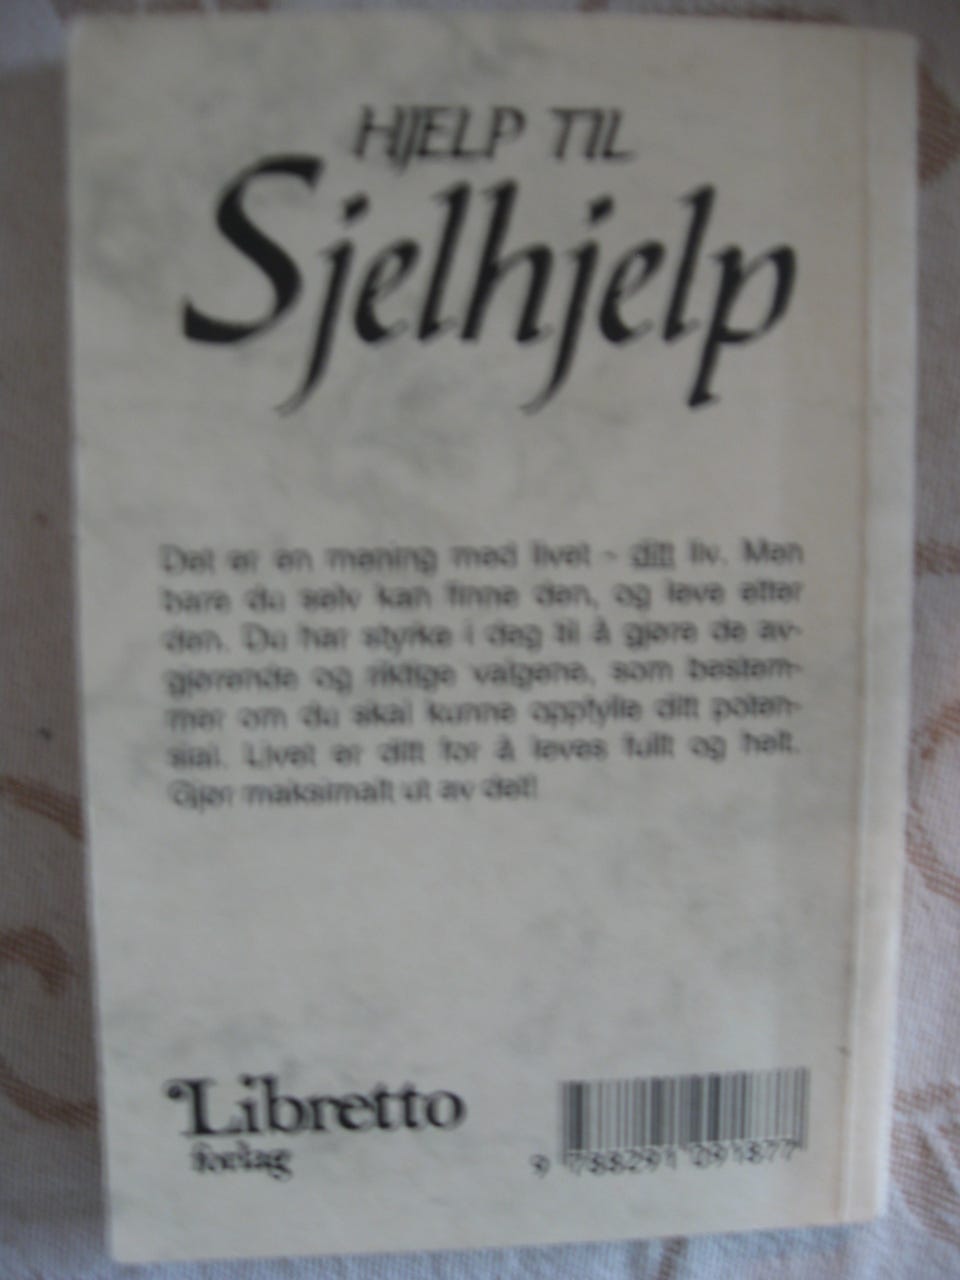 HJELP TIL
Sjelhjelp
Det er en mening med livet - ditt liv. Men
bare du selv kan finne den, og leve etter
den. Du har styrke i deg til å gjøre de av-
gjørende og riktige valgene, som bestem-
mer om du skal kunne oppfylle ditt poten-
sial. Livet er ditt for å leves fullt og helt.
Gjør maksimalt ut av det!
Libretto
forlag
9 788291 091877